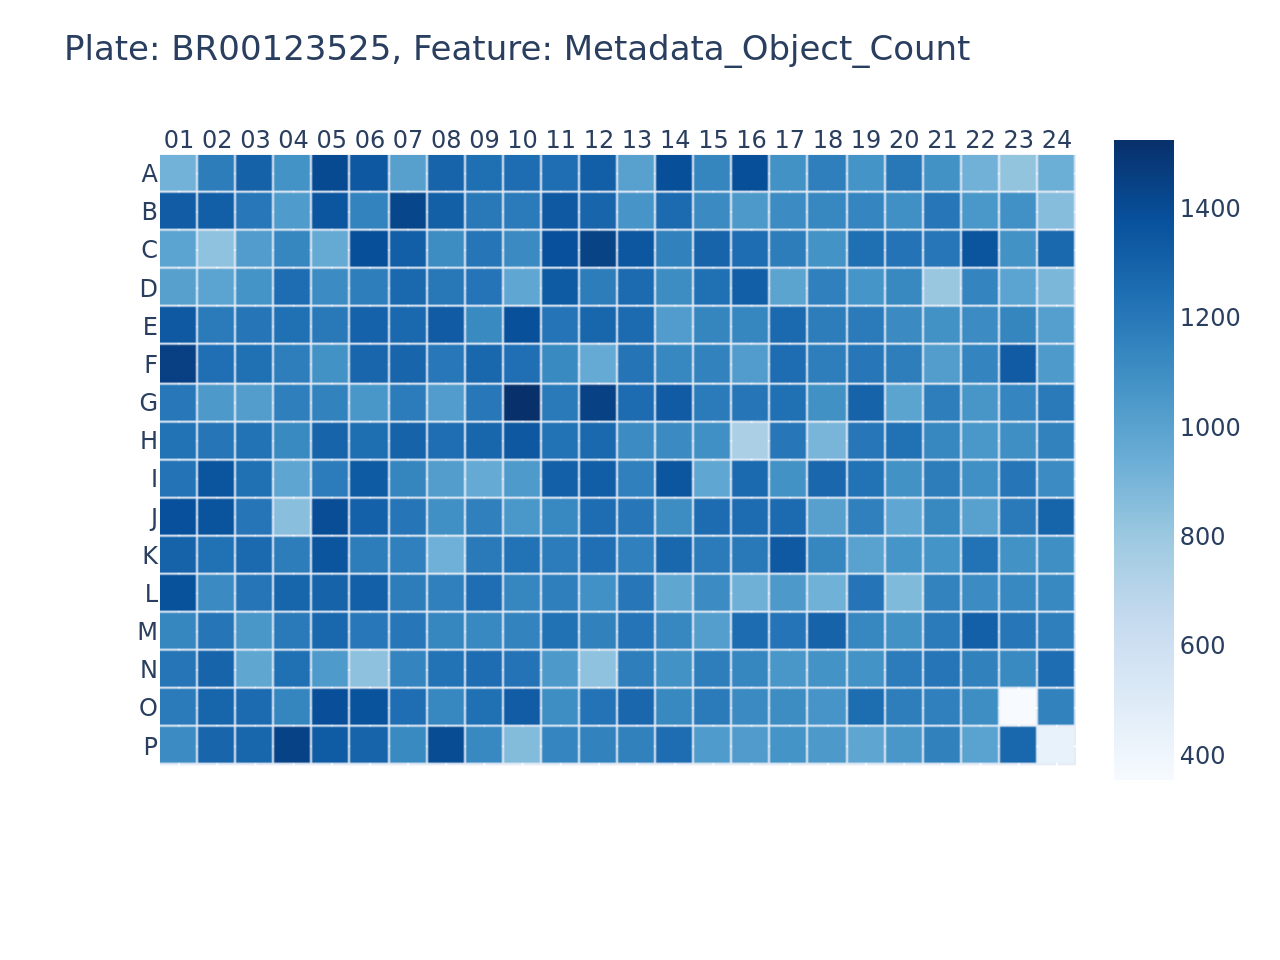 Plate: BR00123525, Feature: Metadata_Object_Count
01 02 03 04 05 06 07 08 09 10 11 12 13 14 15 16 17 18 19 20 21 22 23 24
A
B
C
D
E
F
G
H
I
J
K
L
M
N
O
P
1400
1200
1000
800
600
400